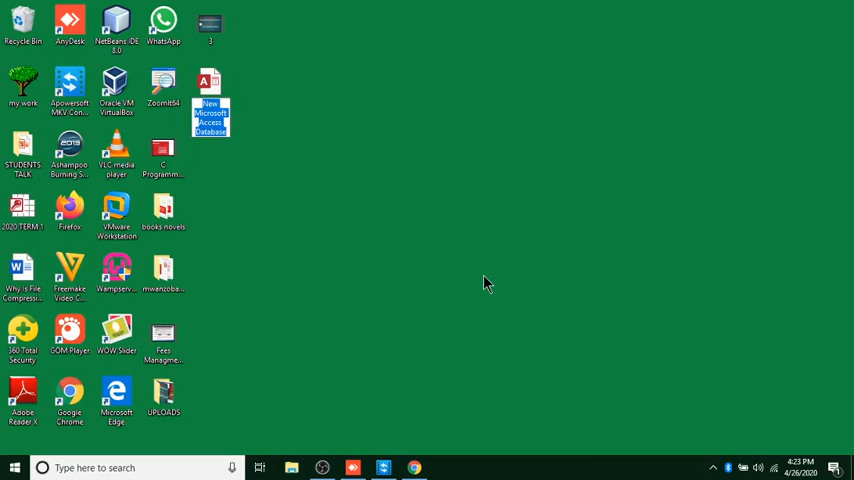 Recycle Bin
AnyDesk
NetBeans IDE
8.0
WhatsApp
3
my work
Apowersoft
MKV Con...
Oracle VM
VirtualBox
ZoomIt64
New
Microsoft
Access
Database
STUDENTS
TALK
2013
Ashampoo
Burning S...
VLC media
player
C
Programm...
2020 TERM 1
Firefox
VMware
Workstation
books novels
Why Is File
Compressi...
Freemake
Video C...
Wampserv...
mwanzoba...
360 Total
Security
GOM Player
WOW Slider
Fees
Managme...
Adobe
Reader X
Google
Chrome
Microsoft
Edge
UPLOADS
Type here to search
4:23 PM
4/26/2020
1